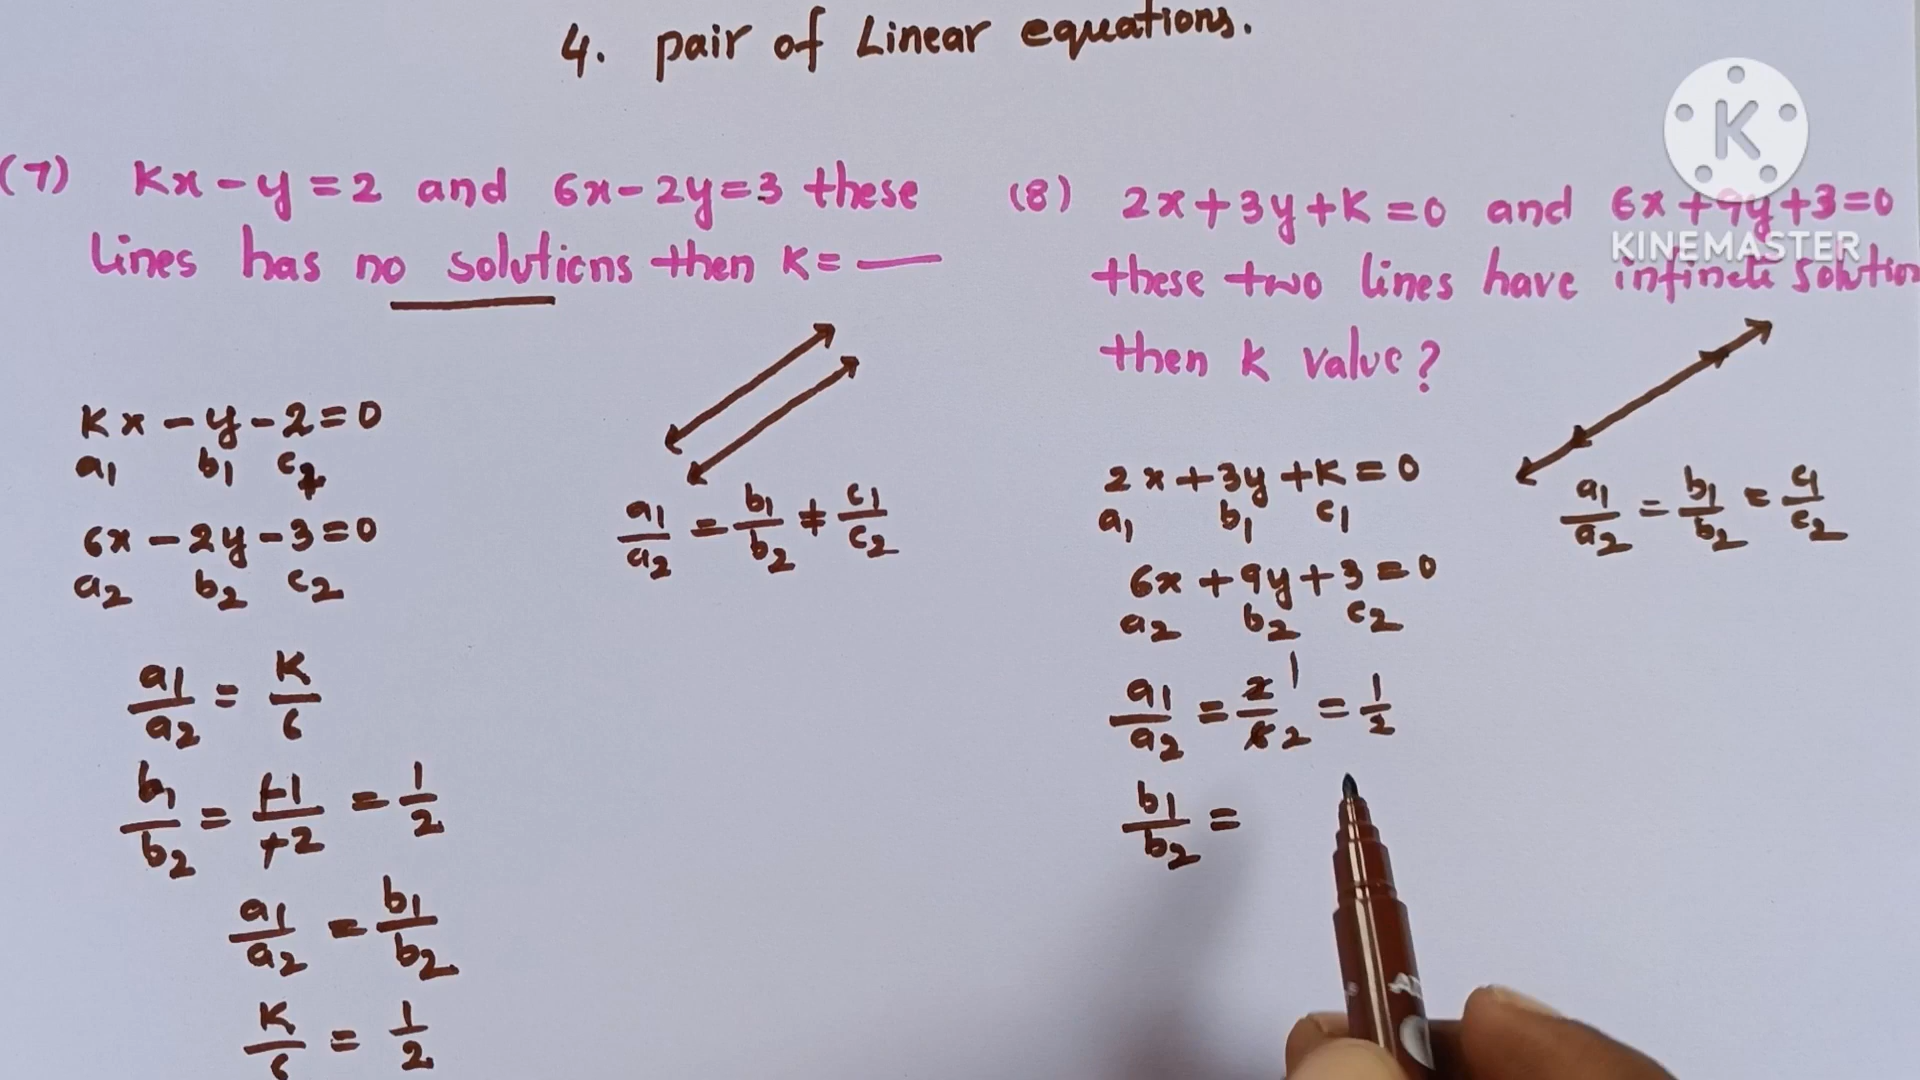 4. pair of Linear equations.
(7) Kx - y = 2 and 6x - 2y = 3 these
lines has no solutions then K = —
Kx - y - 2 = 0
a1 b1 c2
6x - 2y - 3 = 0
a2 b2 c2
a1/a2 = K/6
b1/b2 = +1/+2 = 1/2
a1/a2 = b1/b2
K/6 = 1/2
a1/a2 = b1/b2 ≠ c1/c2
(8) 2x + 3y + K = 0 and 6x + 9y + 3 = 0
these two lines have infinite solution
then K value?
2x + 3y + K = 0
a1 b1 c1
6x + 9y + 3 = 0
a2 b2 c2
a1/a2 = 2 1/6 2 = 1/2
b1/b2 =
a1/a2 = b1/b2 = c1/c2
K
KINEMASTER